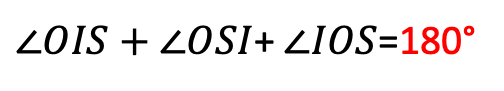 ∠OIS + ∠OSI+ ∠IOS=180°